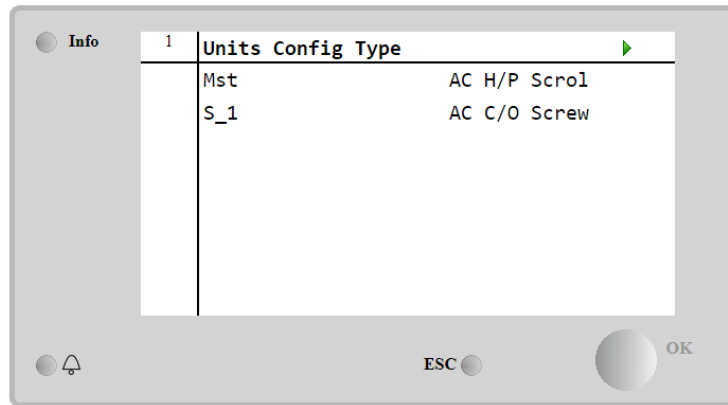 Info
1 Units Config Type
Mst AC H/P Scrol
S_1 AC C/O Screw
ESC
OK